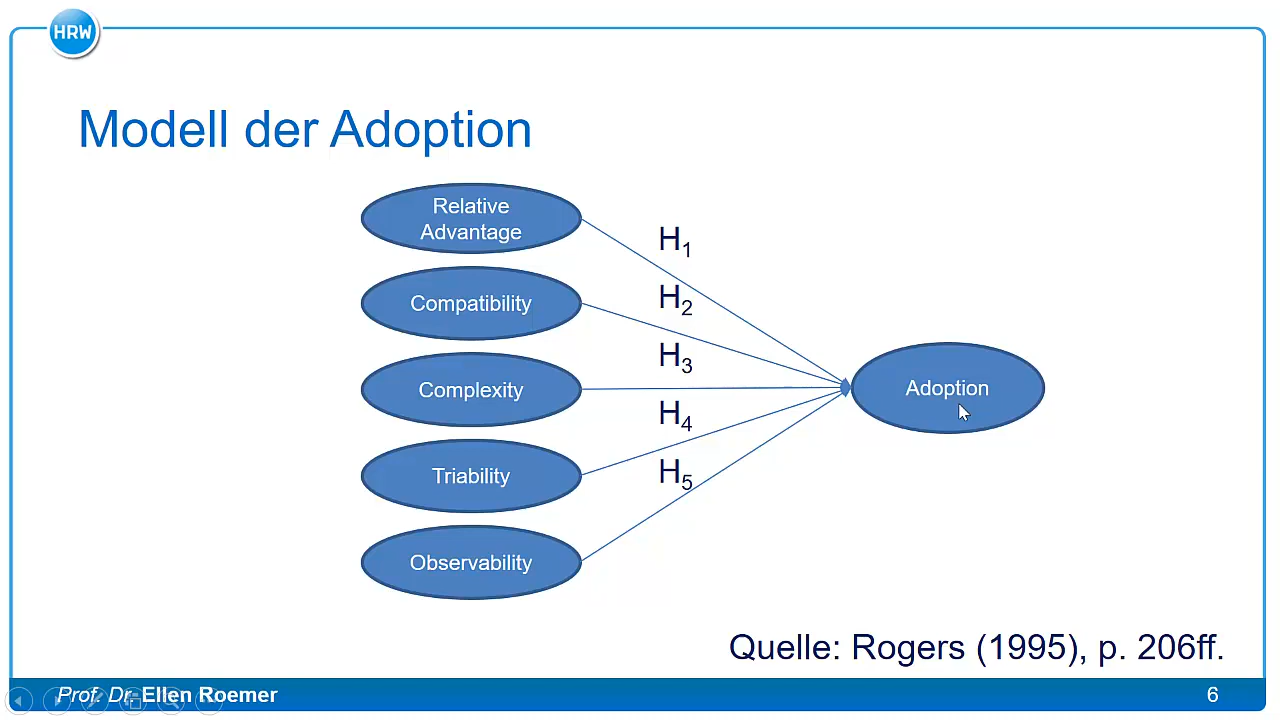 HRW
Modell der Adoption
Relative
Advantage
H1
Compatibility
H2
H3
Complexity
Adoption
H4
Triability
H5
Observability
Quelle: Rogers (1995), p. 206ff.
Prof. Dr. Ellen Roemer
6